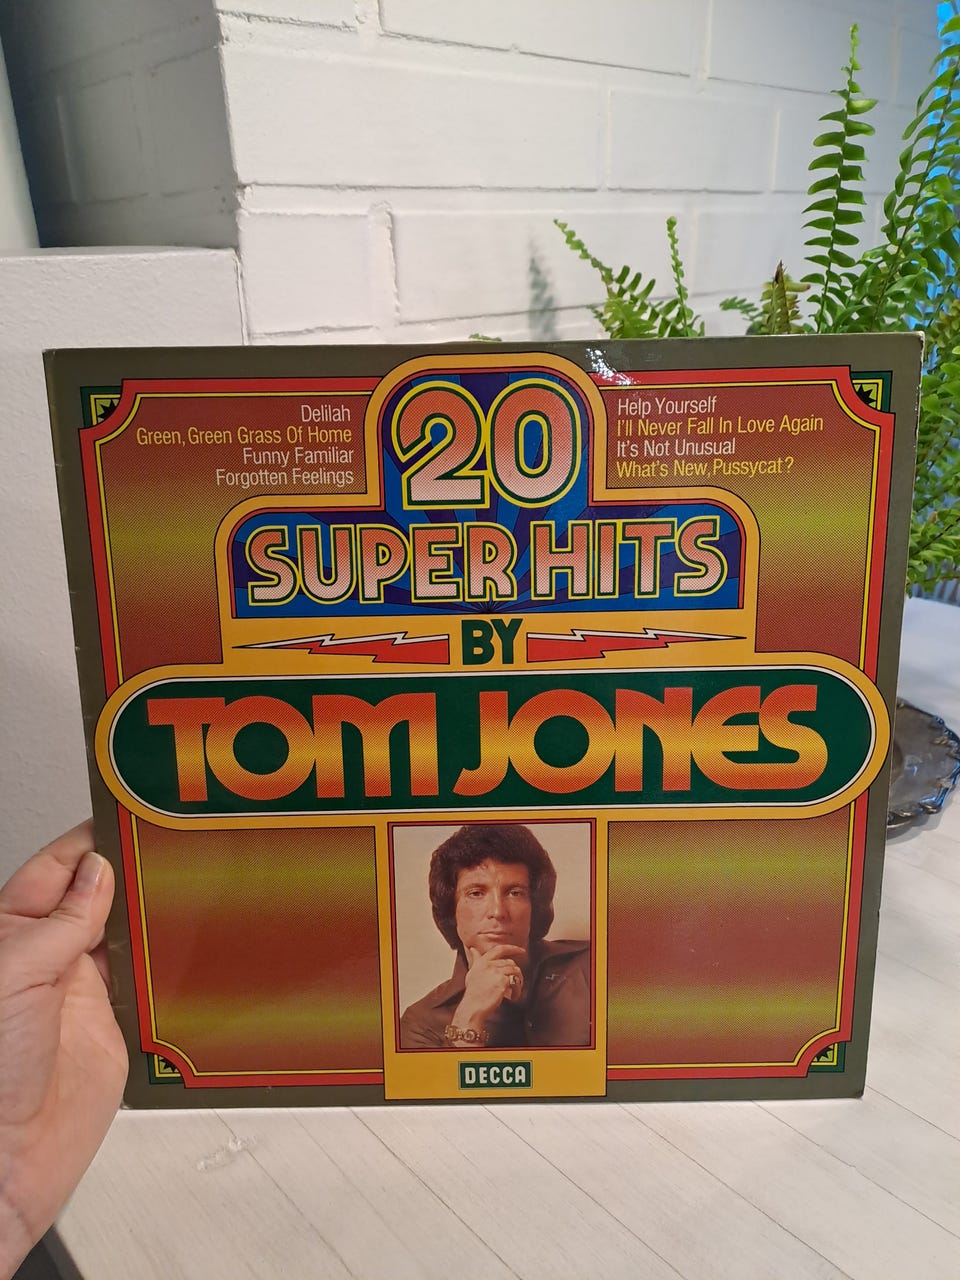 20
SUPER HITS
BY
TOM JONES
Delilah
Green, Green Grass Of Home
Funny Familiar
Forgotten Feelings
Help Yourself
I'll Never Fall In Love Again
It's Not Unusual
What's New, Pussycat?
DECCA